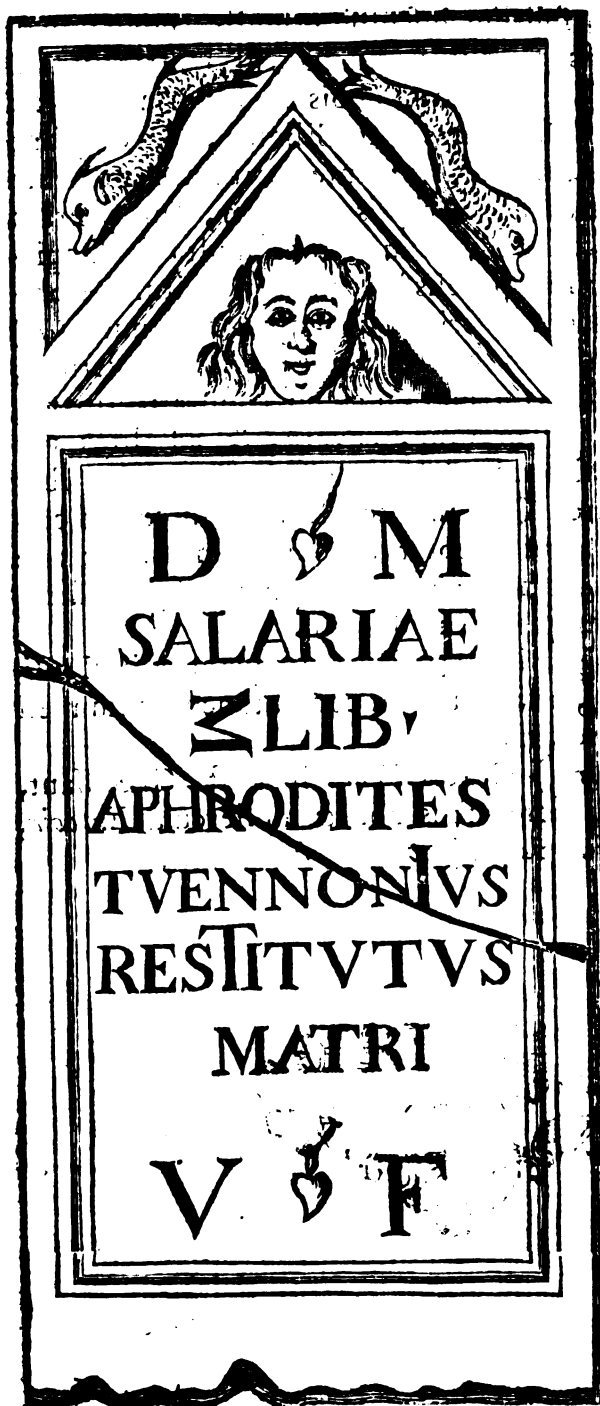 D M
SALARIAE
M LIB
APHRODITES
TVENNONIVS
RESTITVTVS
MATRI
V F